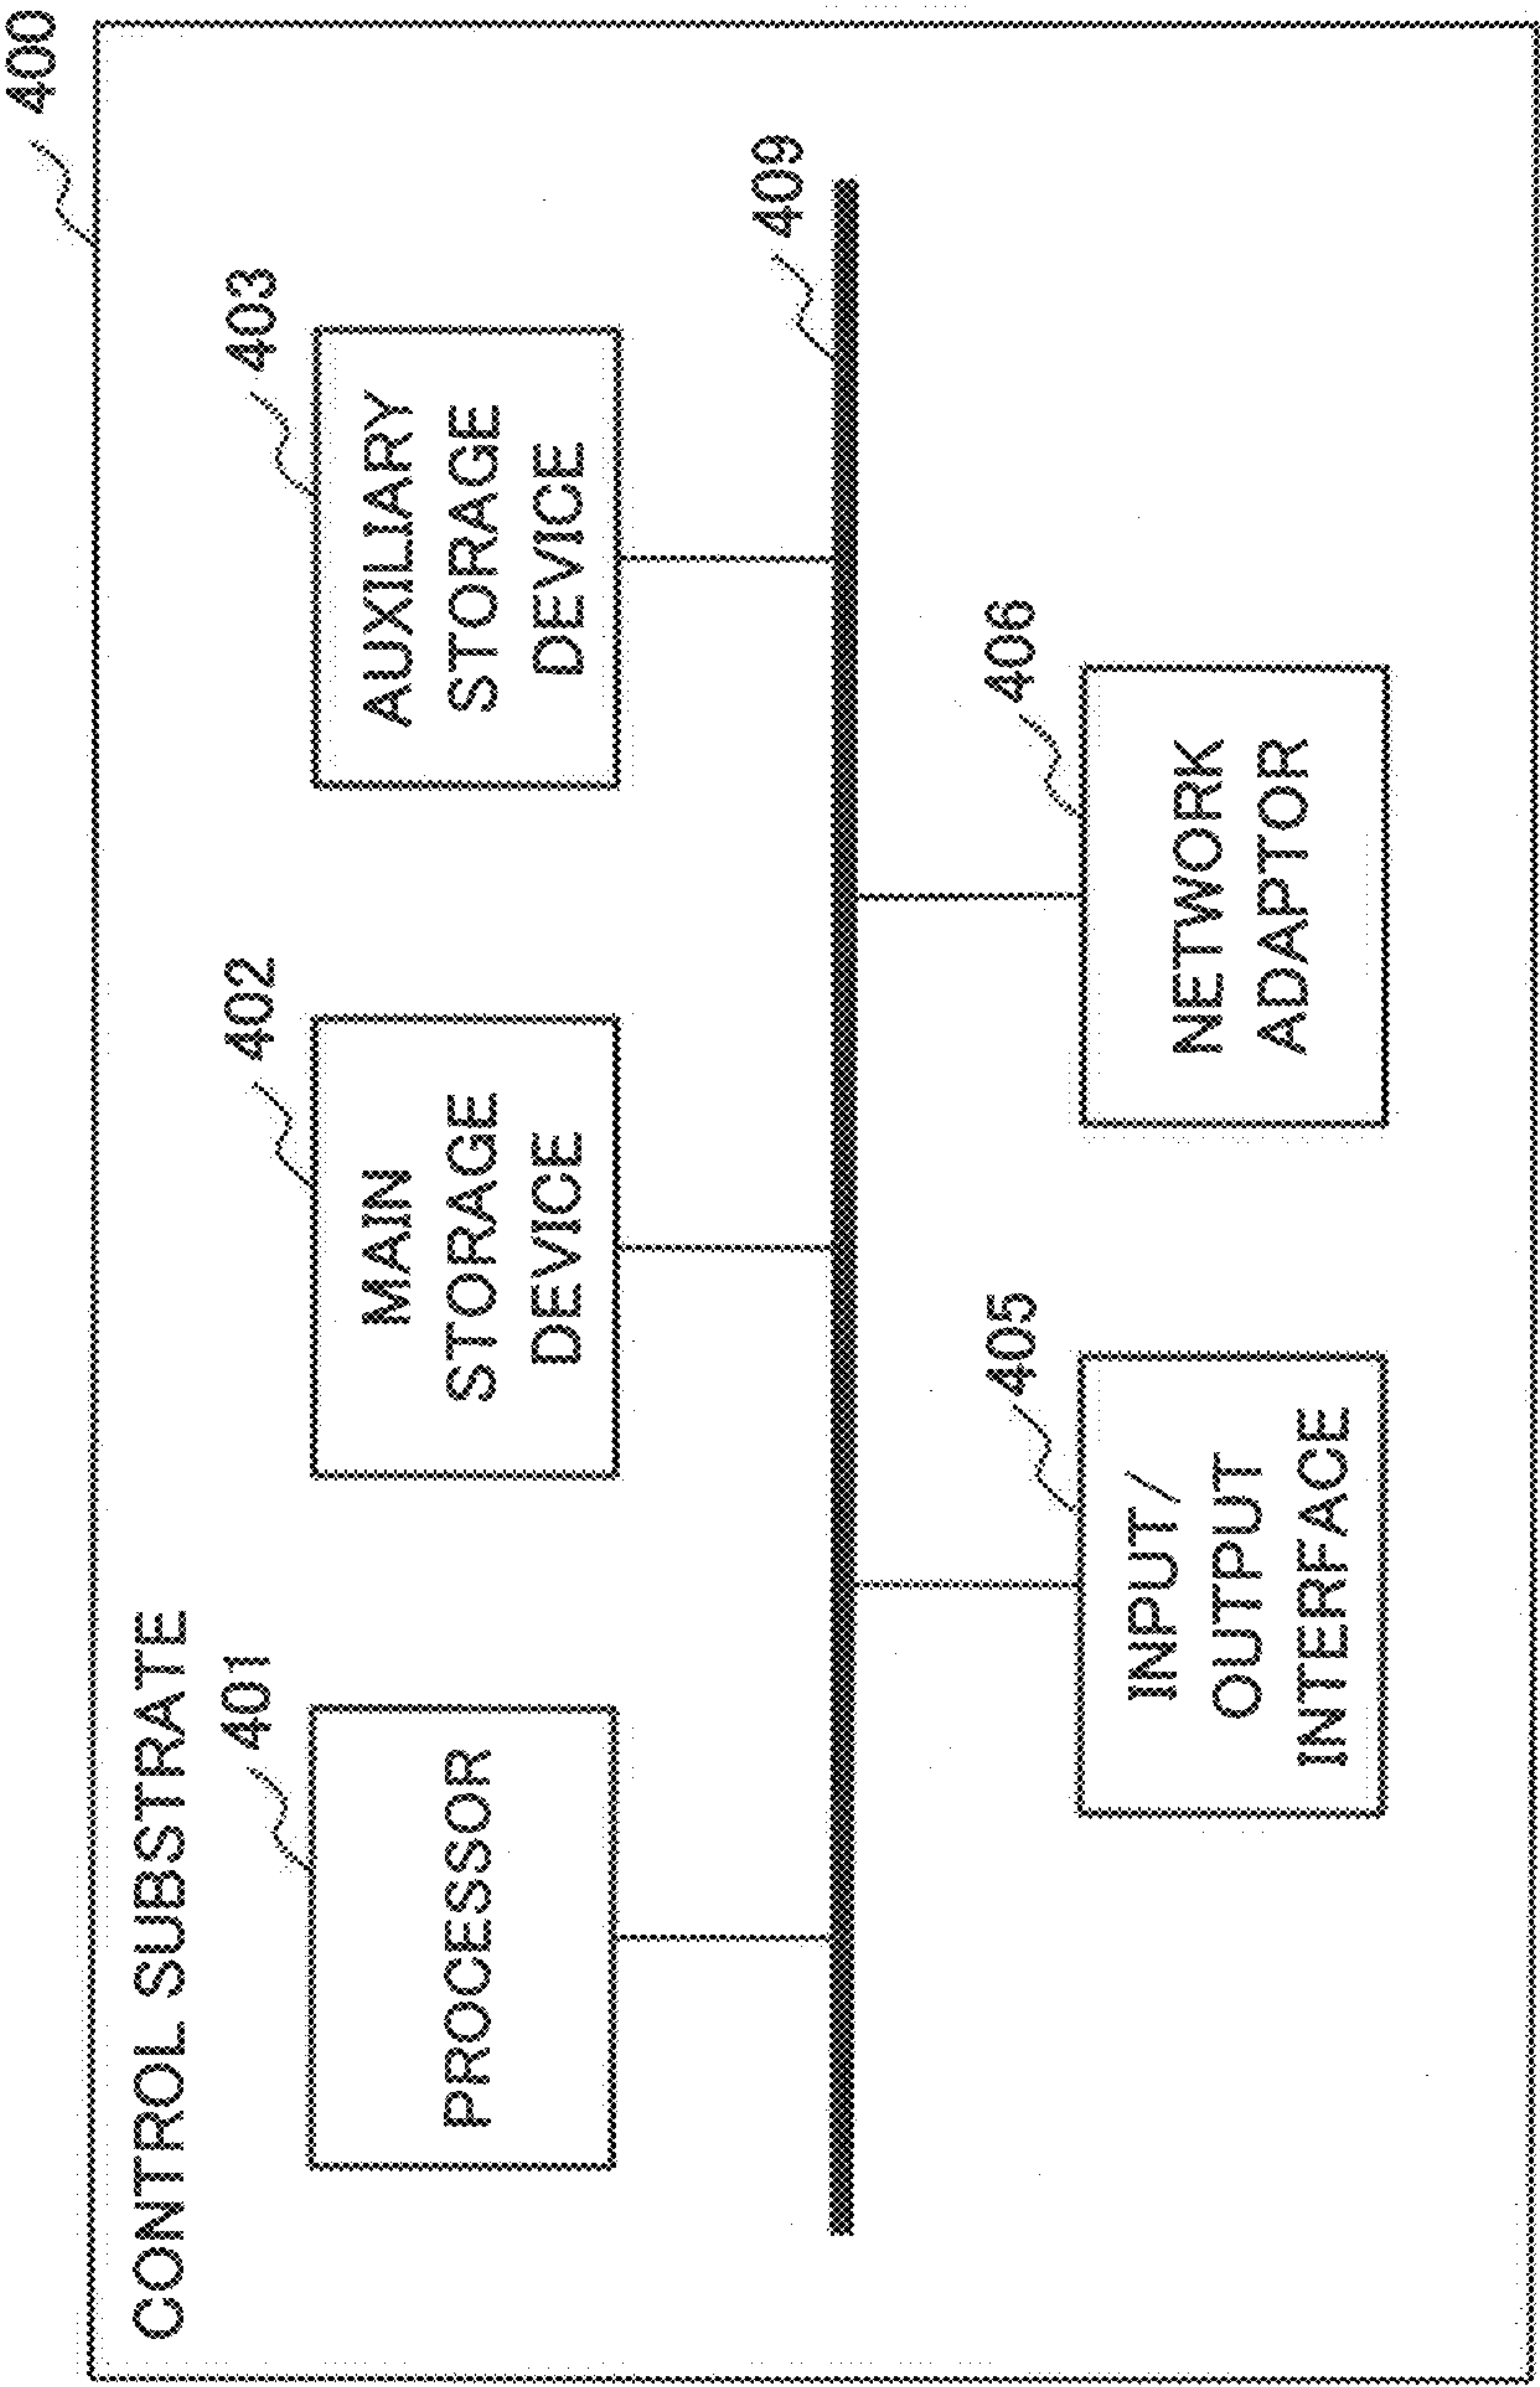 400
CONTROL SUBSTRATE
401
402
403
PROCESSOR
MAIN
STORAGE
DEVICE
AUXILIARY
STORAGE
DEVICE
409
405
406
INPUT/
OUTPUT
INTERFACE
NETWORK
ADAPTOR